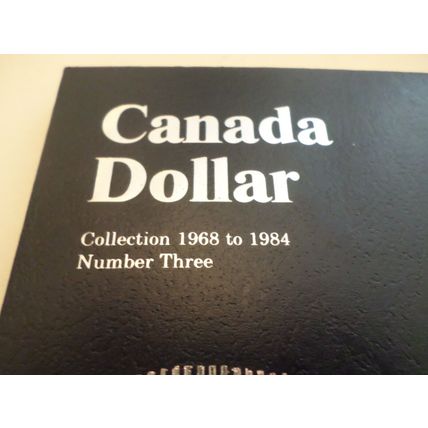 Canada
Dollar
Collection 1968 to 1984
Number Three